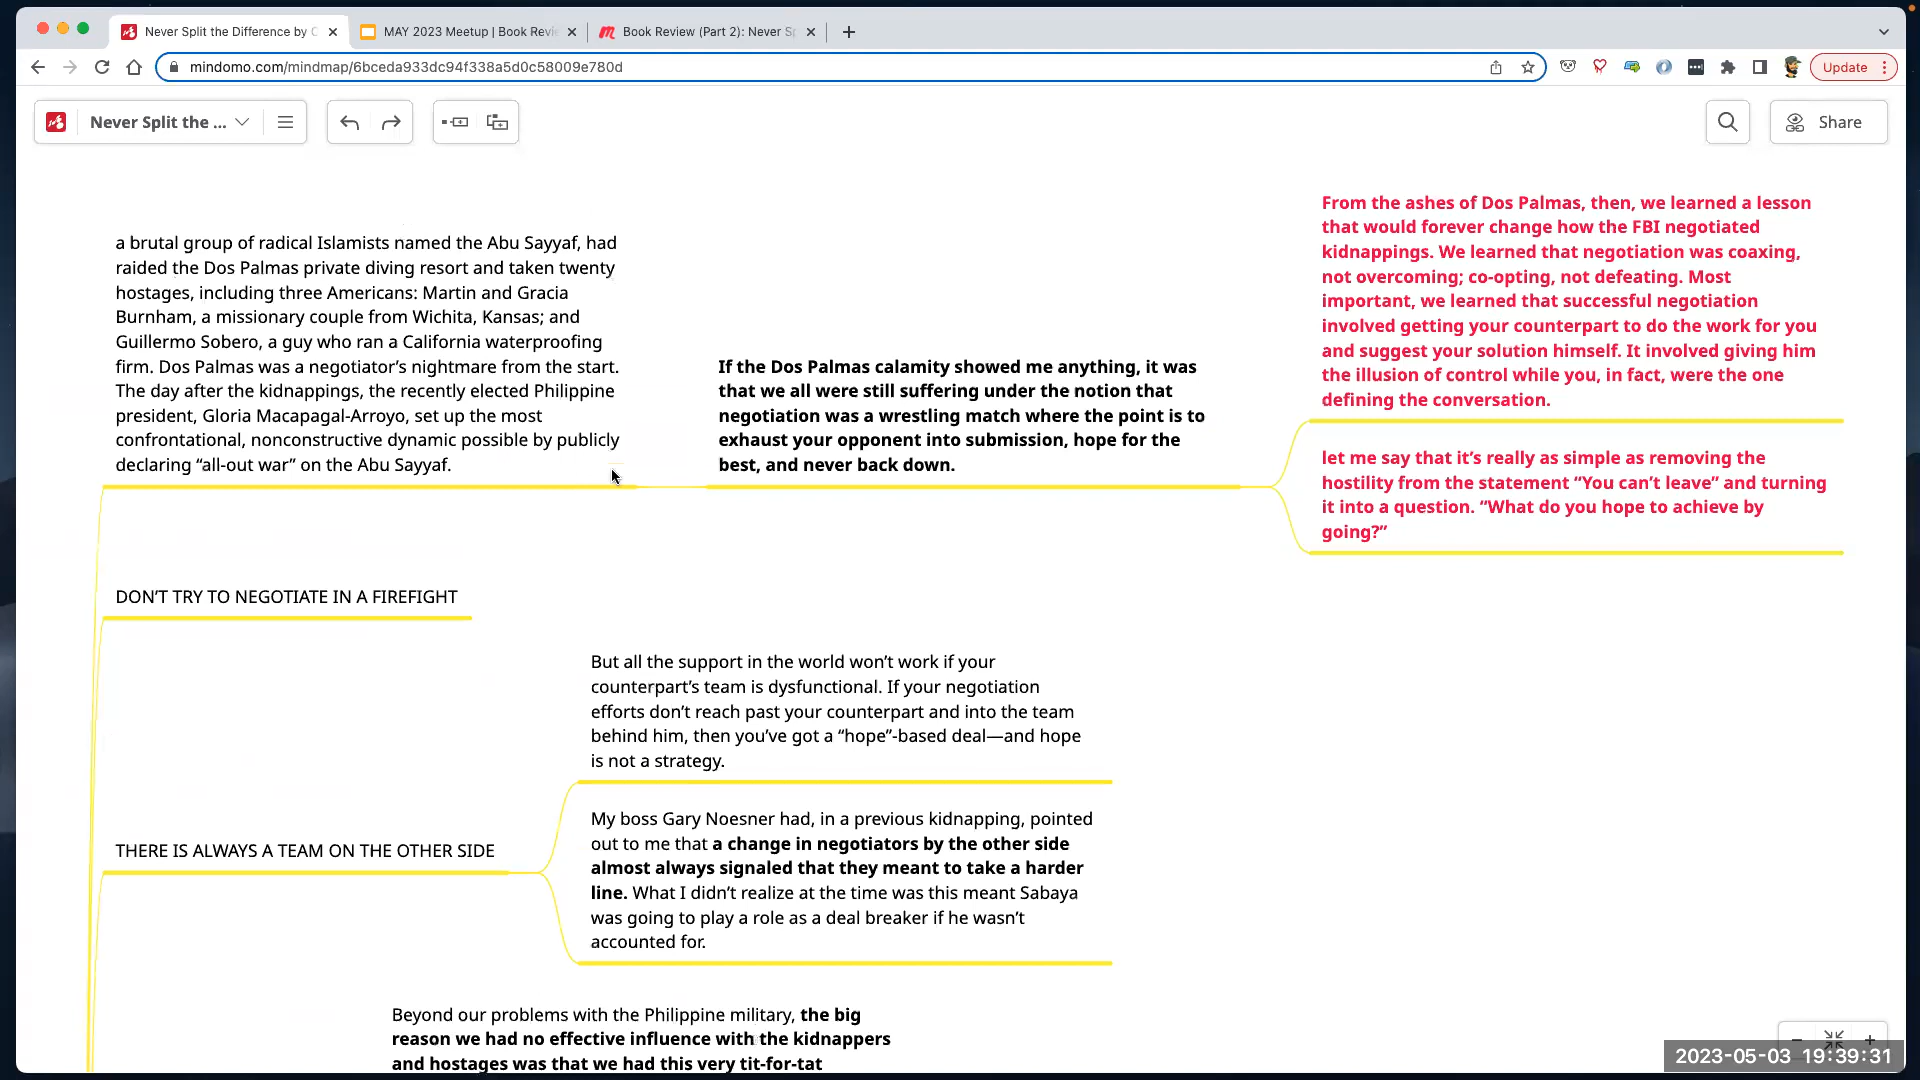 Never Split the Difference by C
MAY 2023 Meetup | Book Revie
Book Review (Part 2): Never Sp
mindomo.com/mindmap/6bceda933dc94f338a5d0c58009e780d
Update
Never Split the ...
Share
a brutal group of radical Islamists named the Abu Sayyaf, had
raided the Dos Palmas private diving resort and taken twenty
hostages, including three Americans: Martin and Gracia
Burnham, a missionary couple from Wichita, Kansas; and
Guillermo Sobero, a guy who ran a California waterproofing
firm. Dos Palmas was a negotiator's nightmare from the start.
The day after the kidnappings, the recently elected Philippine
president, Gloria Macapagal-Arroyo, set up the most
confrontational, nonconstructive dynamic possible by publicly
declaring “all-out war” on the Abu Sayyaf.
If the Dos Palmas calamity showed me anything, it was
that we all were still suffering under the notion that
negotiation was a wrestling match where the point is to
exhaust your opponent into submission, hope for the
best, and never back down.
From the ashes of Dos Palmas, then, we learned a lesson
that would forever change how the FBI negotiated
kidnappings. We learned that negotiation was coaxing,
not overcoming; co-opting, not defeating. Most
important, we learned that successful negotiation
involved getting your counterpart to do the work for you
and suggest your solution himself. It involved giving him
the illusion of control while you, in fact, were the one
defining the conversation.
let me say that it’s really as simple as removing the
hostility from the statement “You can’t leave” and turning
it into a question. “What do you hope to achieve by
going?”
DON’T TRY TO NEGOTIATE IN A FIREFIGHT
But all the support in the world won’t work if your
counterpart’s team is dysfunctional. If your negotiation
efforts don’t reach past your counterpart and into the team
behind him, then you’ve got a “hope”-based deal—and hope
is not a strategy.
THERE IS ALWAYS A TEAM ON THE OTHER SIDE
My boss Gary Noesner had, in a previous kidnapping, pointed
out to me that a change in negotiators by the other side
almost always signaled that they meant to take a harder
line. What I didn’t realize at the time was this meant Sabaya
was going to play a role as a deal breaker if he wasn’t
accounted for.
Beyond our problems with the Philippine military, the big
reason we had no effective influence with the kidnappers
and hostages was that we had this very tit-for-tat
2023-05-03 19:39:31